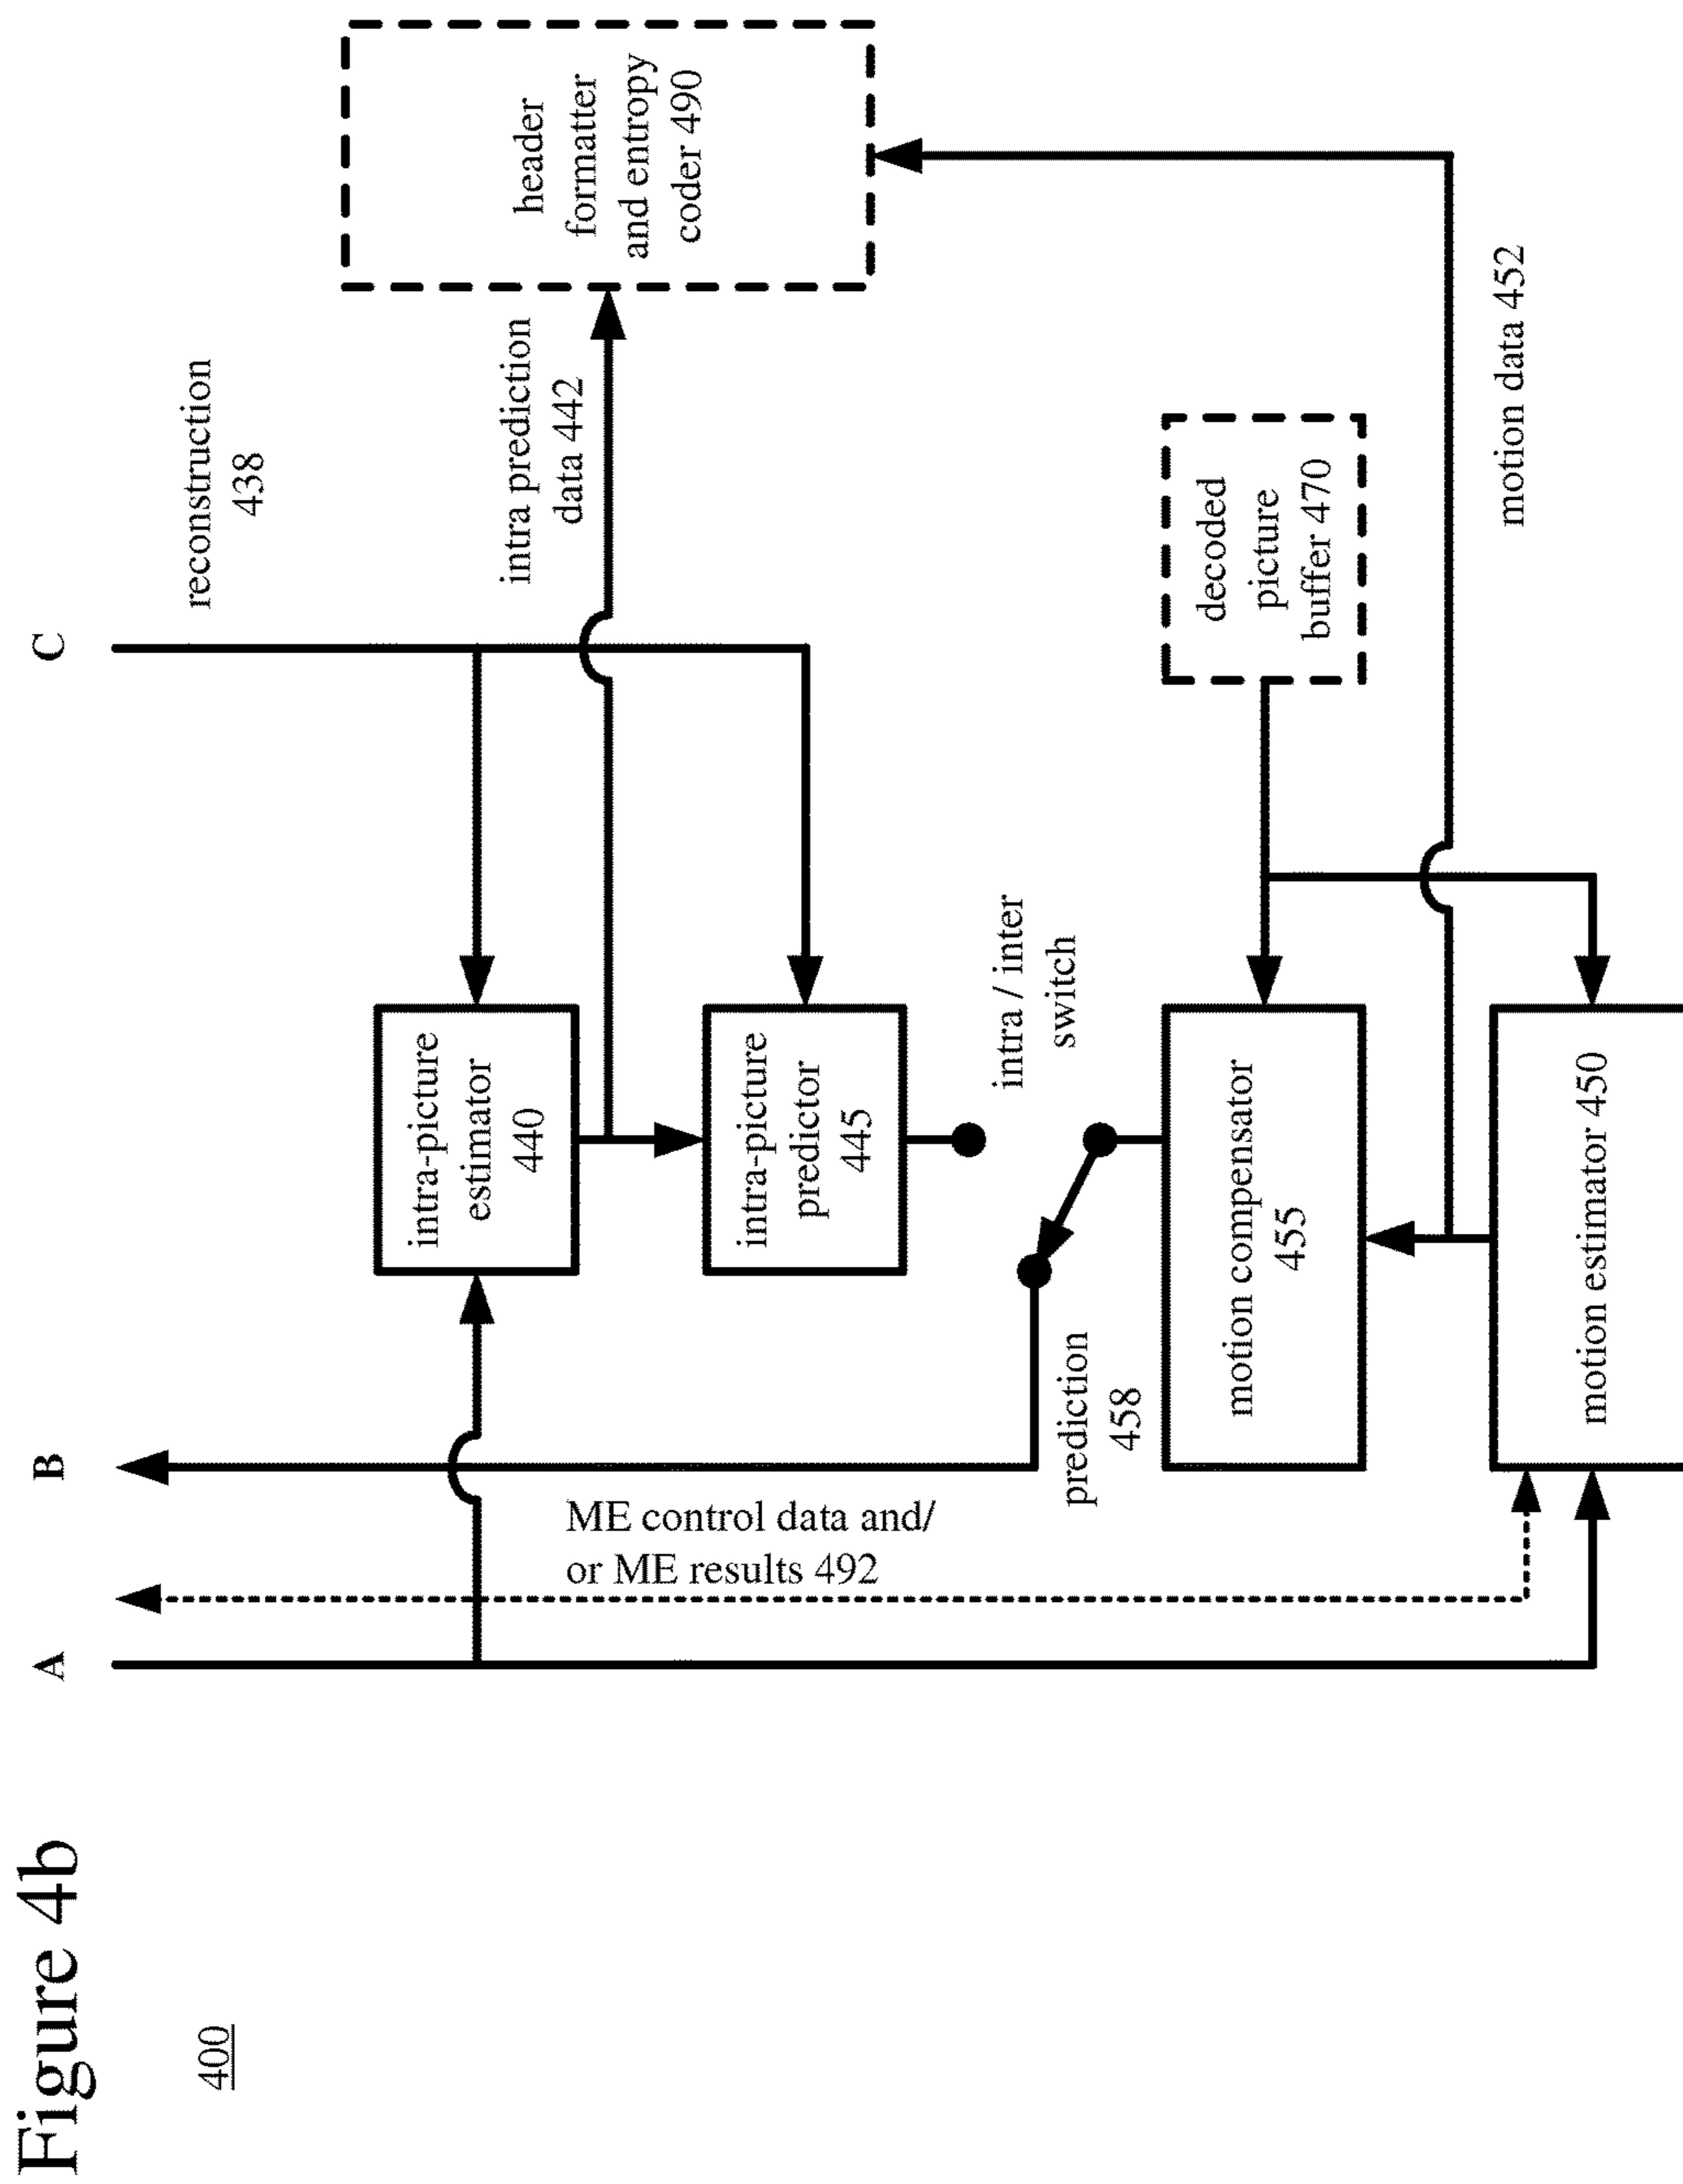 Figure 4b
400
A
B
C
reconstruction
438
ME control data and/
or ME results 492
intra-picture
estimator
440
intra prediction
data 442
header
formatter
and entropy
coder 490
intra-picture
predictor
445
intra / inter
switch
prediction
458
motion compensator
455
decoded
picture
buffer 470
motion estimator 450
motion data 452